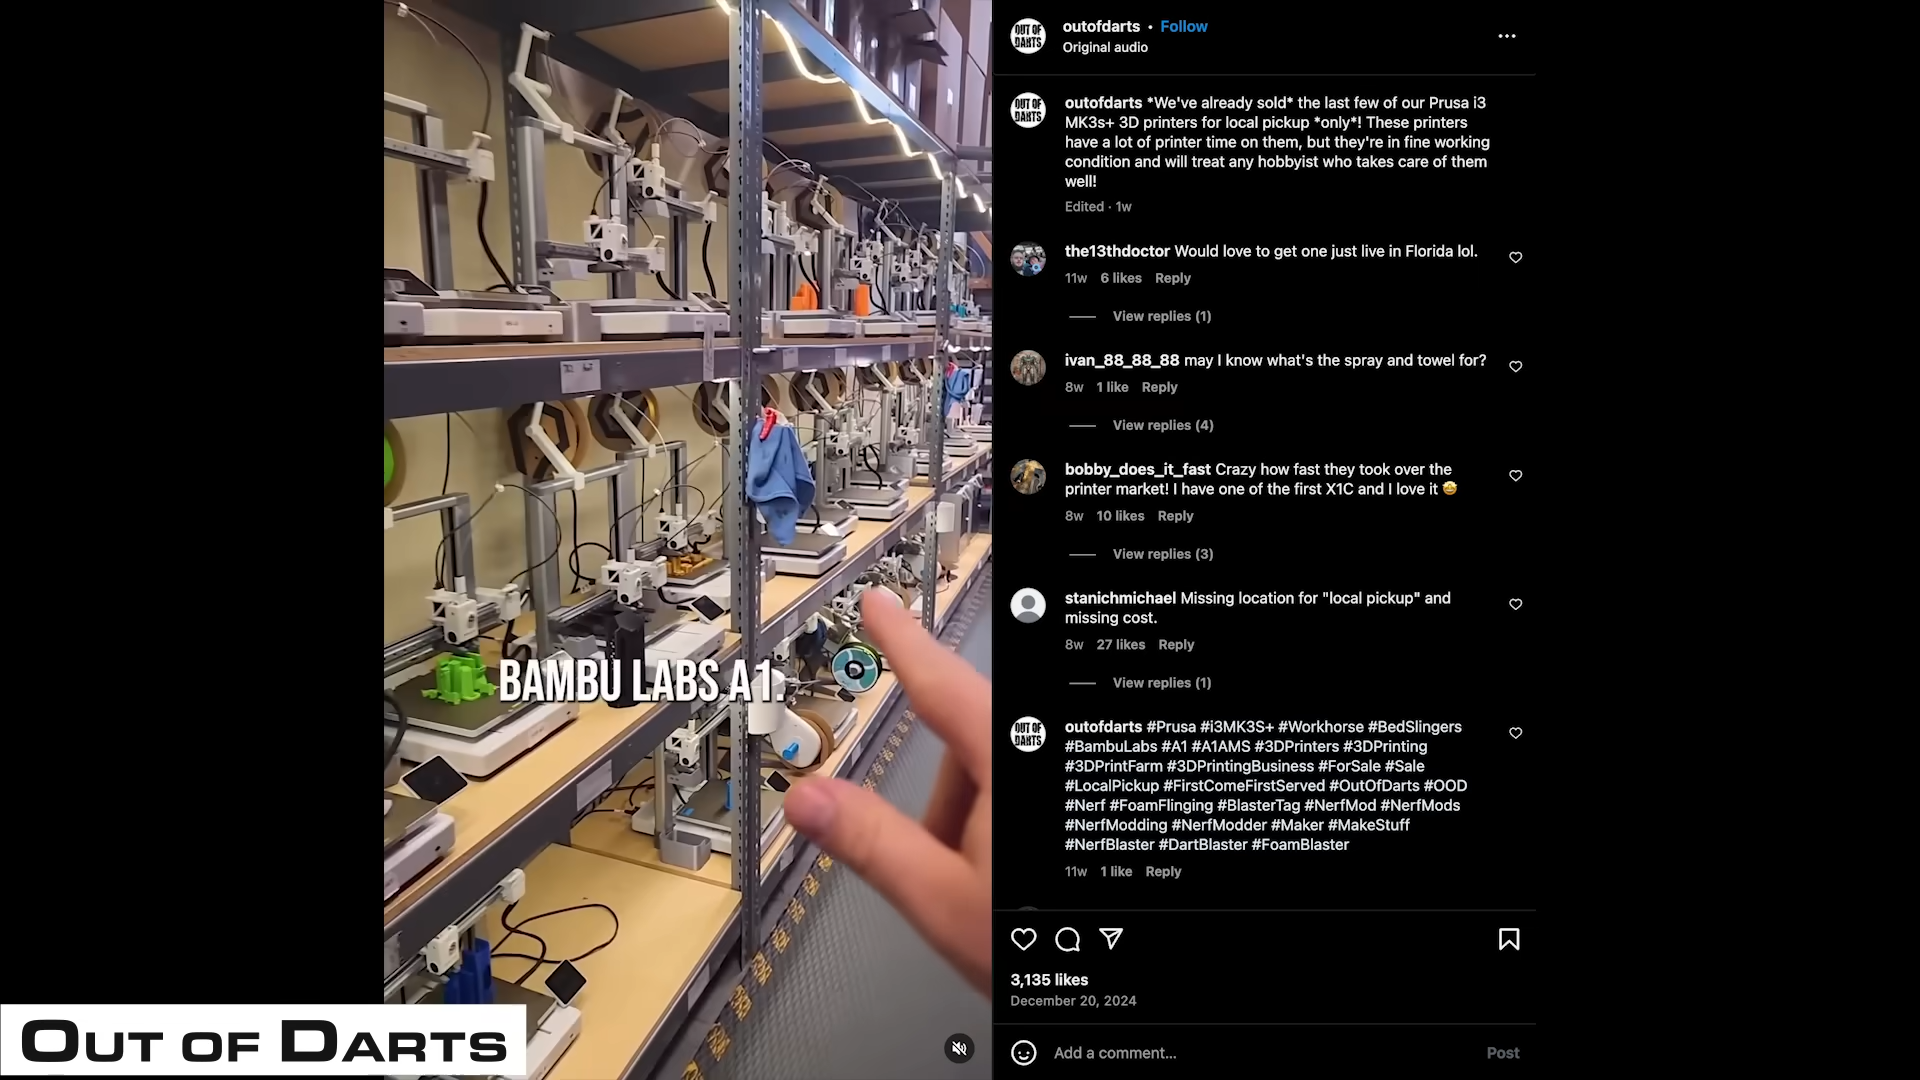 outofdarts • Follow
Original audio
outofdarts *We've already sold* the last few of our Prusa i3
MK3s+ 3D printers for local pickup *only*! These printers
have a lot of printer time on them, but they're in fine working
condition and will treat any hobbyist who takes care of them
well!
Edited · 1w
the13thdoctor Would love to get one just live in Florida lol.
11w 6 likes Reply
View replies (1)
ivan_88_88_88 may I know what's the spray and towel for?
8w 1 like Reply
View replies (4)
bobby_does_it_fast Crazy how fast they took over the
printer market! I have one of the first X1C and I love it 🤩
8w 10 likes Reply
View replies (3)
stanichmichael Missing location for "local pickup" and
missing cost.
8w 27 likes Reply
View replies (1)
outofdarts #Prusa #i3MK3S+ #Workhorse #BedSlingers
#BambuLabs #A1 #A1AMS #3DPrinters #3DPrinting
#3DPrintFarm #3DPrintingBusiness #ForSale #Sale
#LocalPickup #FirstComeFirstServed #OutOfDarts #OOD
#Nerf #FoamFlinging #BlasterTag #NerfMod #NerfMods
#NerfModding #NerfModder #Maker #MakeStuff
#NerfBlaster #DartBlaster #FoamBlaster
11w 1 like Reply
3,135 likes
December 20, 2024
Add a comment... Post
BAMBU LABS A1.
OUT OF DARTS
OUT OF
DARTS
OUT OF
DARTS
OUT OF
DARTS